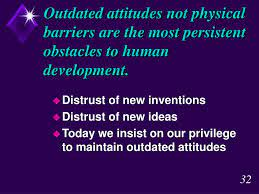 Outdated attitudes not physical
barriers are the most persistent
obstacles to human
development.
Distrust of new inventions
Distrust of new ideas
Today we insist on our privilege
to maintain outdated attitudes
32